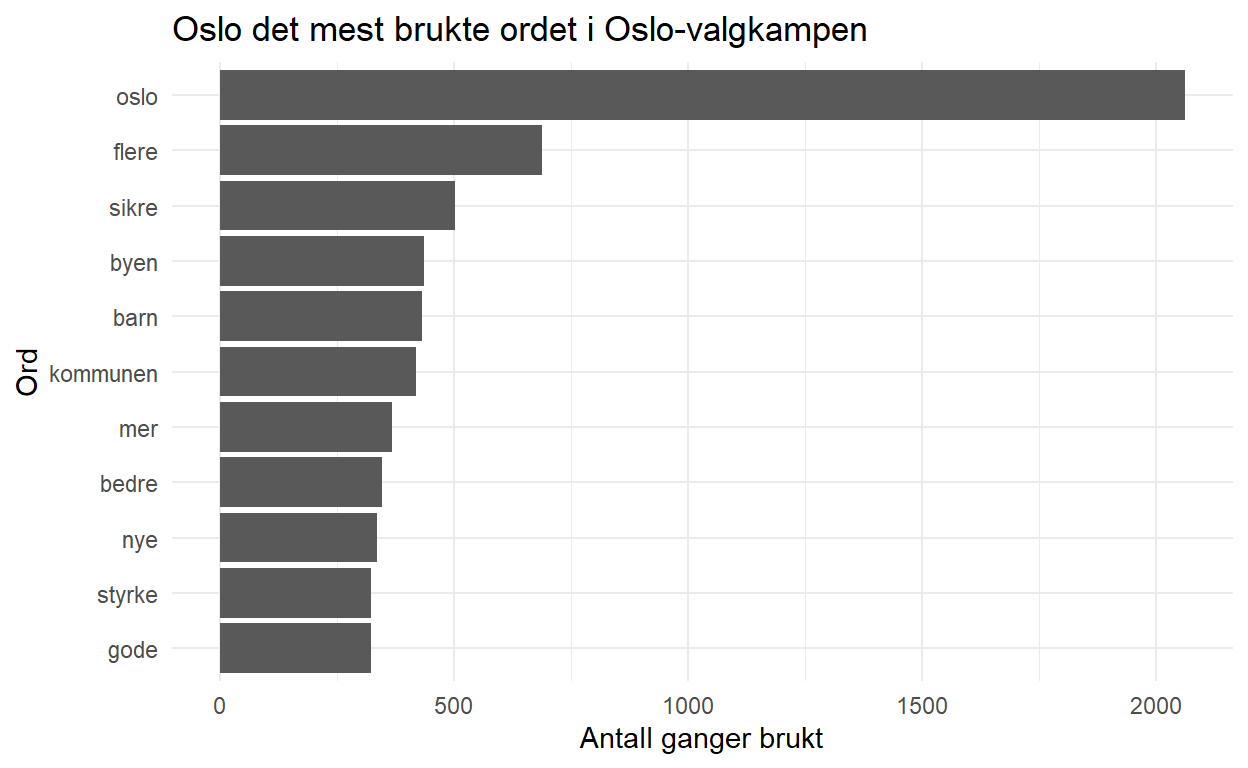 Oslo det mest brukte ordet i Oslo-valgkampen
oslo
flere
sikre
byen
barn
kommunen
mer
bedre
nye
styrke
gode
Ord
0 500 1000 1500 2000
Antall ganger brukt